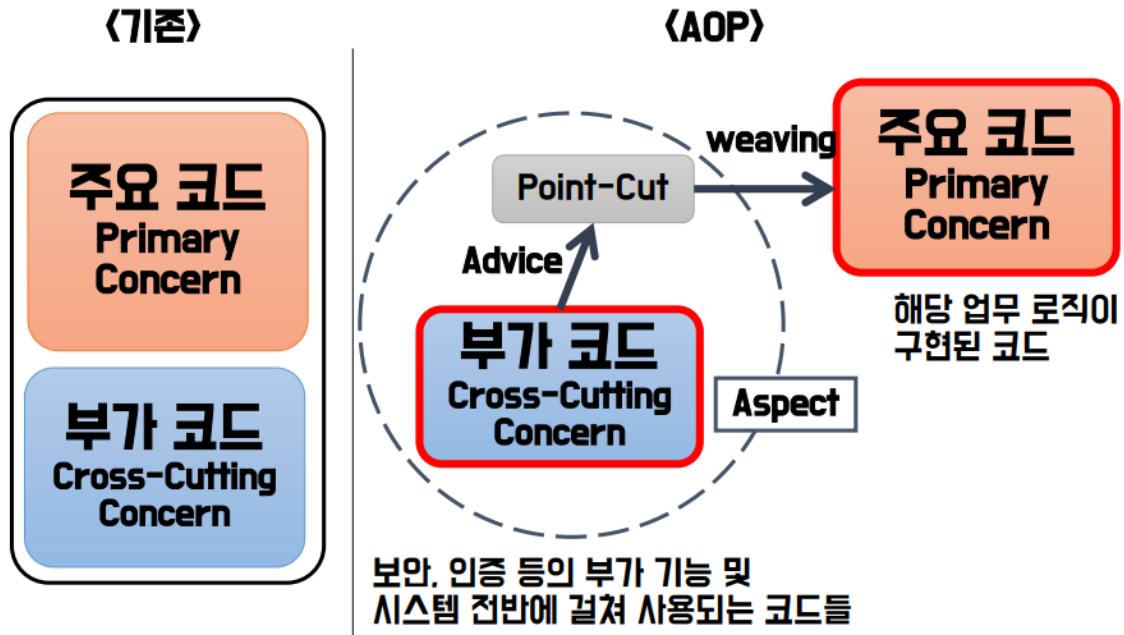 <기존>
주요 코드
Primary
Concern
부가 코드
Cross-Cutting
Concern
<AOP>
Point-Cut
weaving
주요 코드
Primary
Concern
Advice
해당 업무 로직이
구현된 코드
부가 코드
Cross-Cutting
Concern
Aspect
보안, 인증 등의 부가 기능 및
시스템 전반에 걸쳐 사용되는 코드들